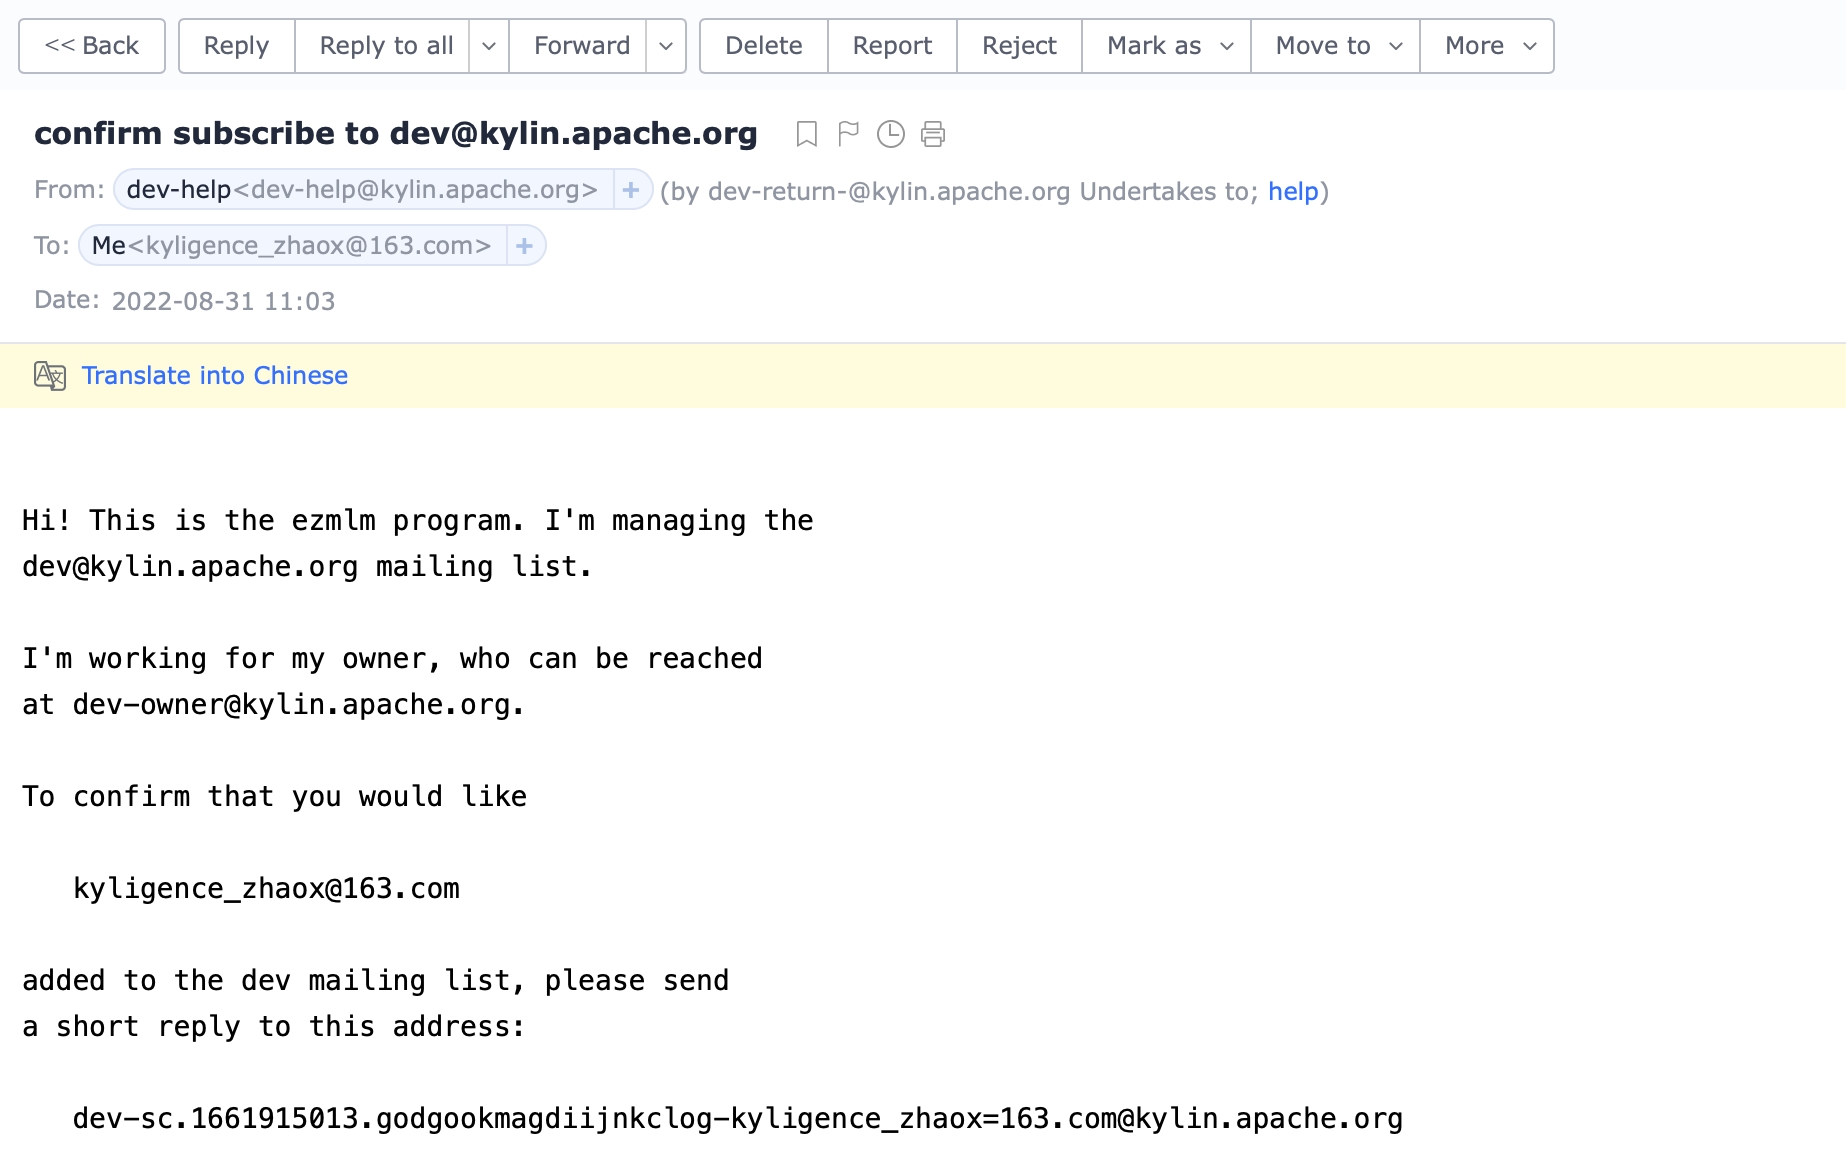 << Back Reply Reply to all Forward Delete Report Reject Mark as Move to More
confirm subscribe to dev@kylin.apache.org
From: dev-help<dev-help@kylin.apache.org> + (by dev-return-@kylin.apache.org Undertakes to; help)
To: Me<kyligence_zhaox@163.com> +
Date: 2022-08-31 11:03
Translate into Chinese
Hi! This is the ezmlm program. I'm managing the
dev@kylin.apache.org mailing list.
I'm working for my owner, who can be reached
at dev-owner@kylin.apache.org.
To confirm that you would like
kyligence_zhaox@163.com
added to the dev mailing list, please send
a short reply to this address:
dev-sc.1661915013.godgookmagdiijnkclog-kyligence_zhaox=163.com@kylin.apache.org